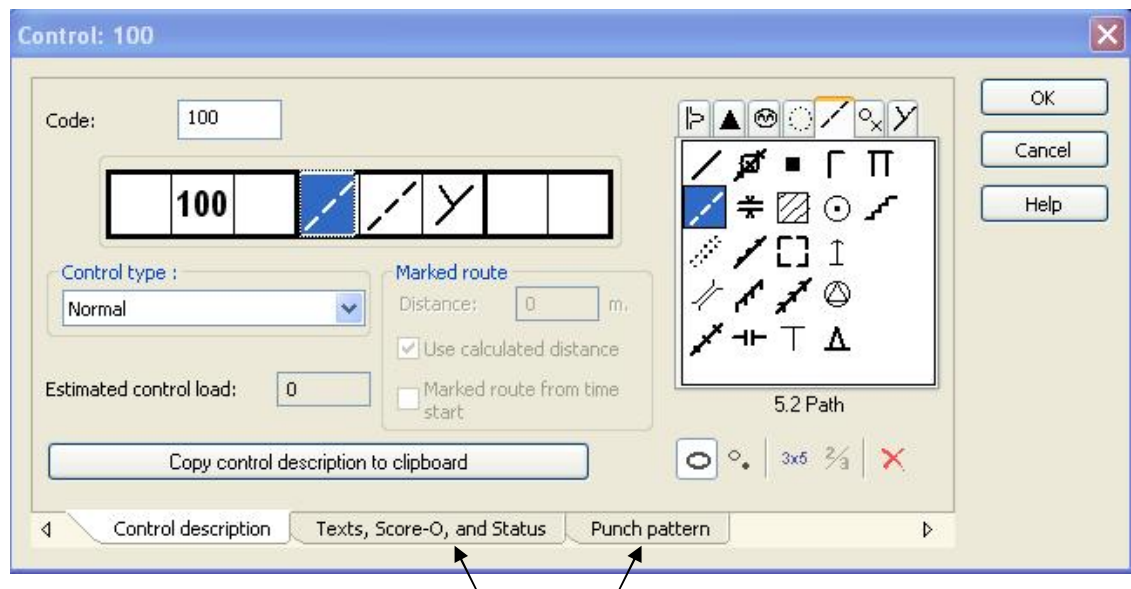 Control: 100
Code: 100
100
Control type :
Normal
Marked route
Distance: 0 m.
Use calculated distance
Marked route from time
start
Estimated control load: 0
Copy control description to clipboard
5.2 Path
3x5 2/3
OK
Cancel
Help
Control description Texts, Score-O, and Status Punch pattern